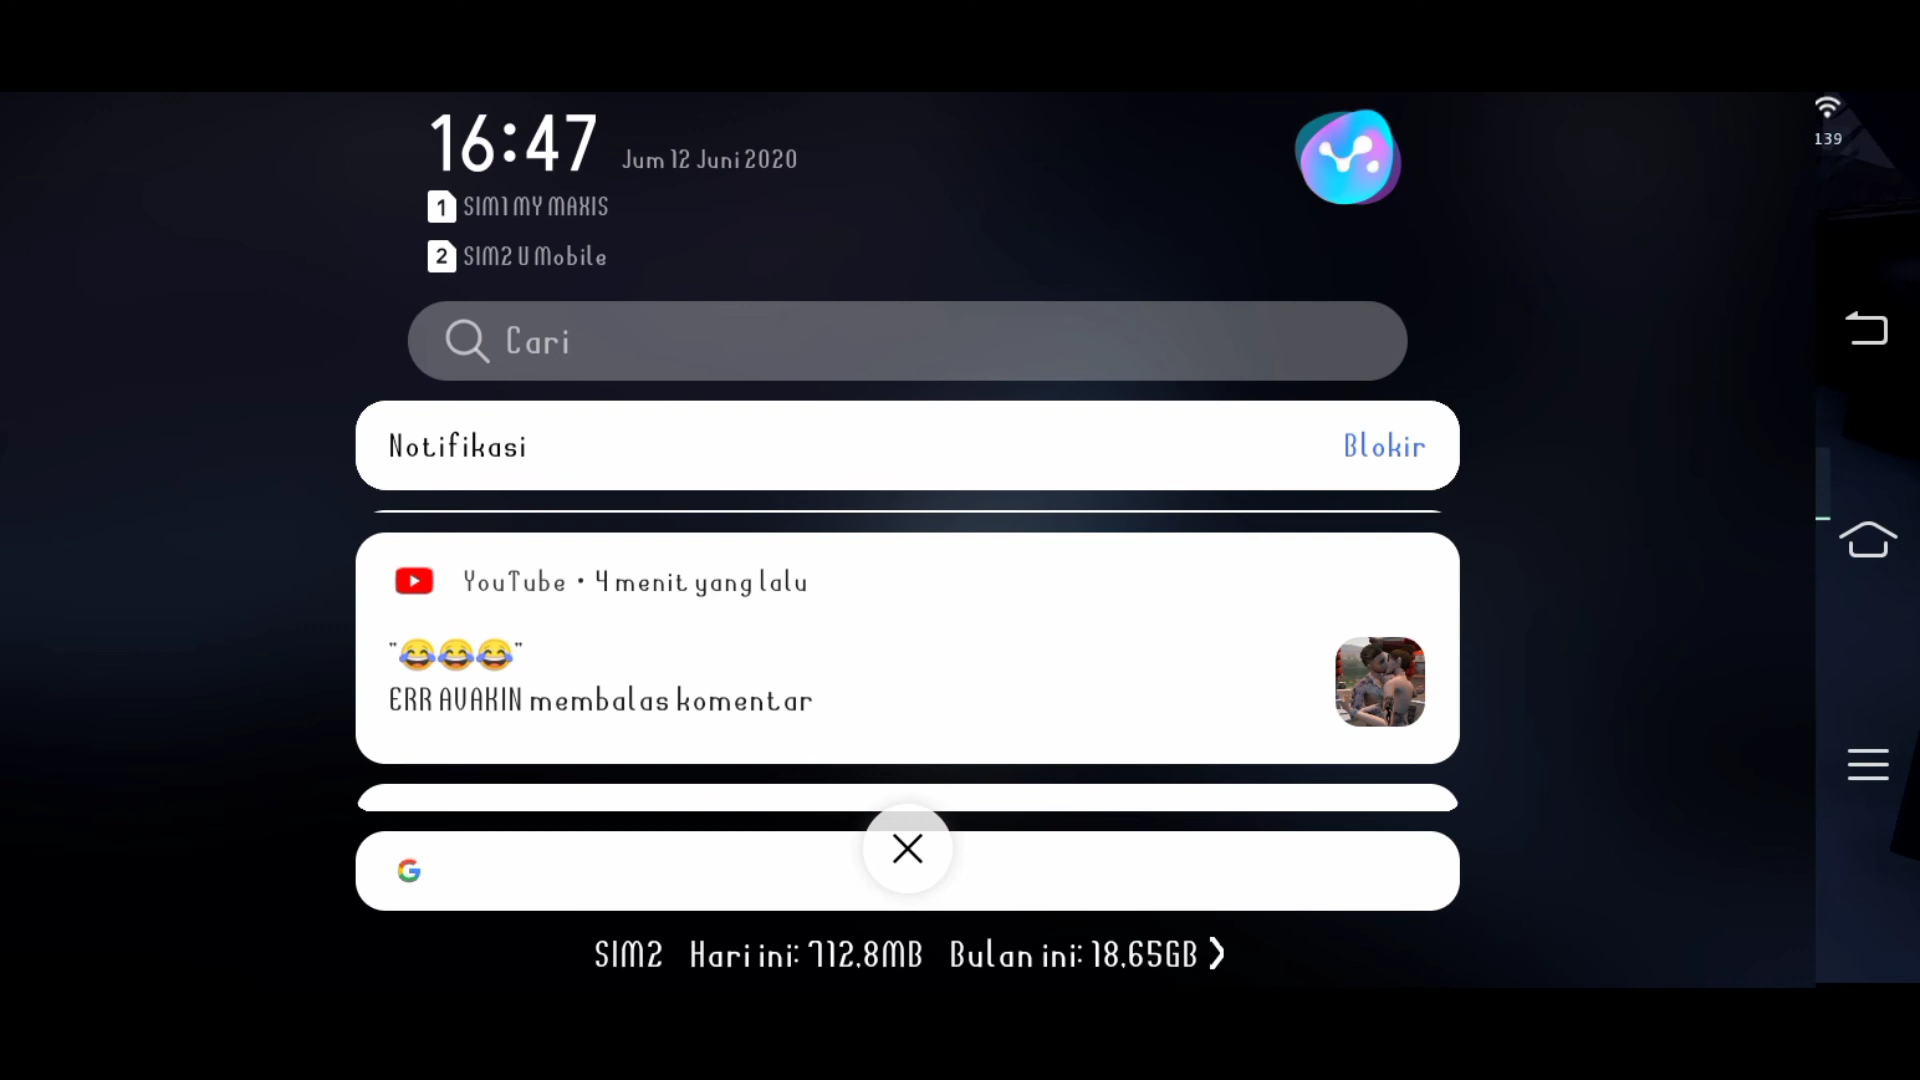 16:47 Jum 12 Juni 2020
139
1 SIM1 MY MAXIS
2 SIM2 U Mobile
Cari
Notifikasi Blokir
YouTube • 4 menit yang lalu
"😂😂😂"
ERR AVAKIN membalas komentar
SIM2 Hari ini: 712,8MB Bulan ini: 18,65GB ❯